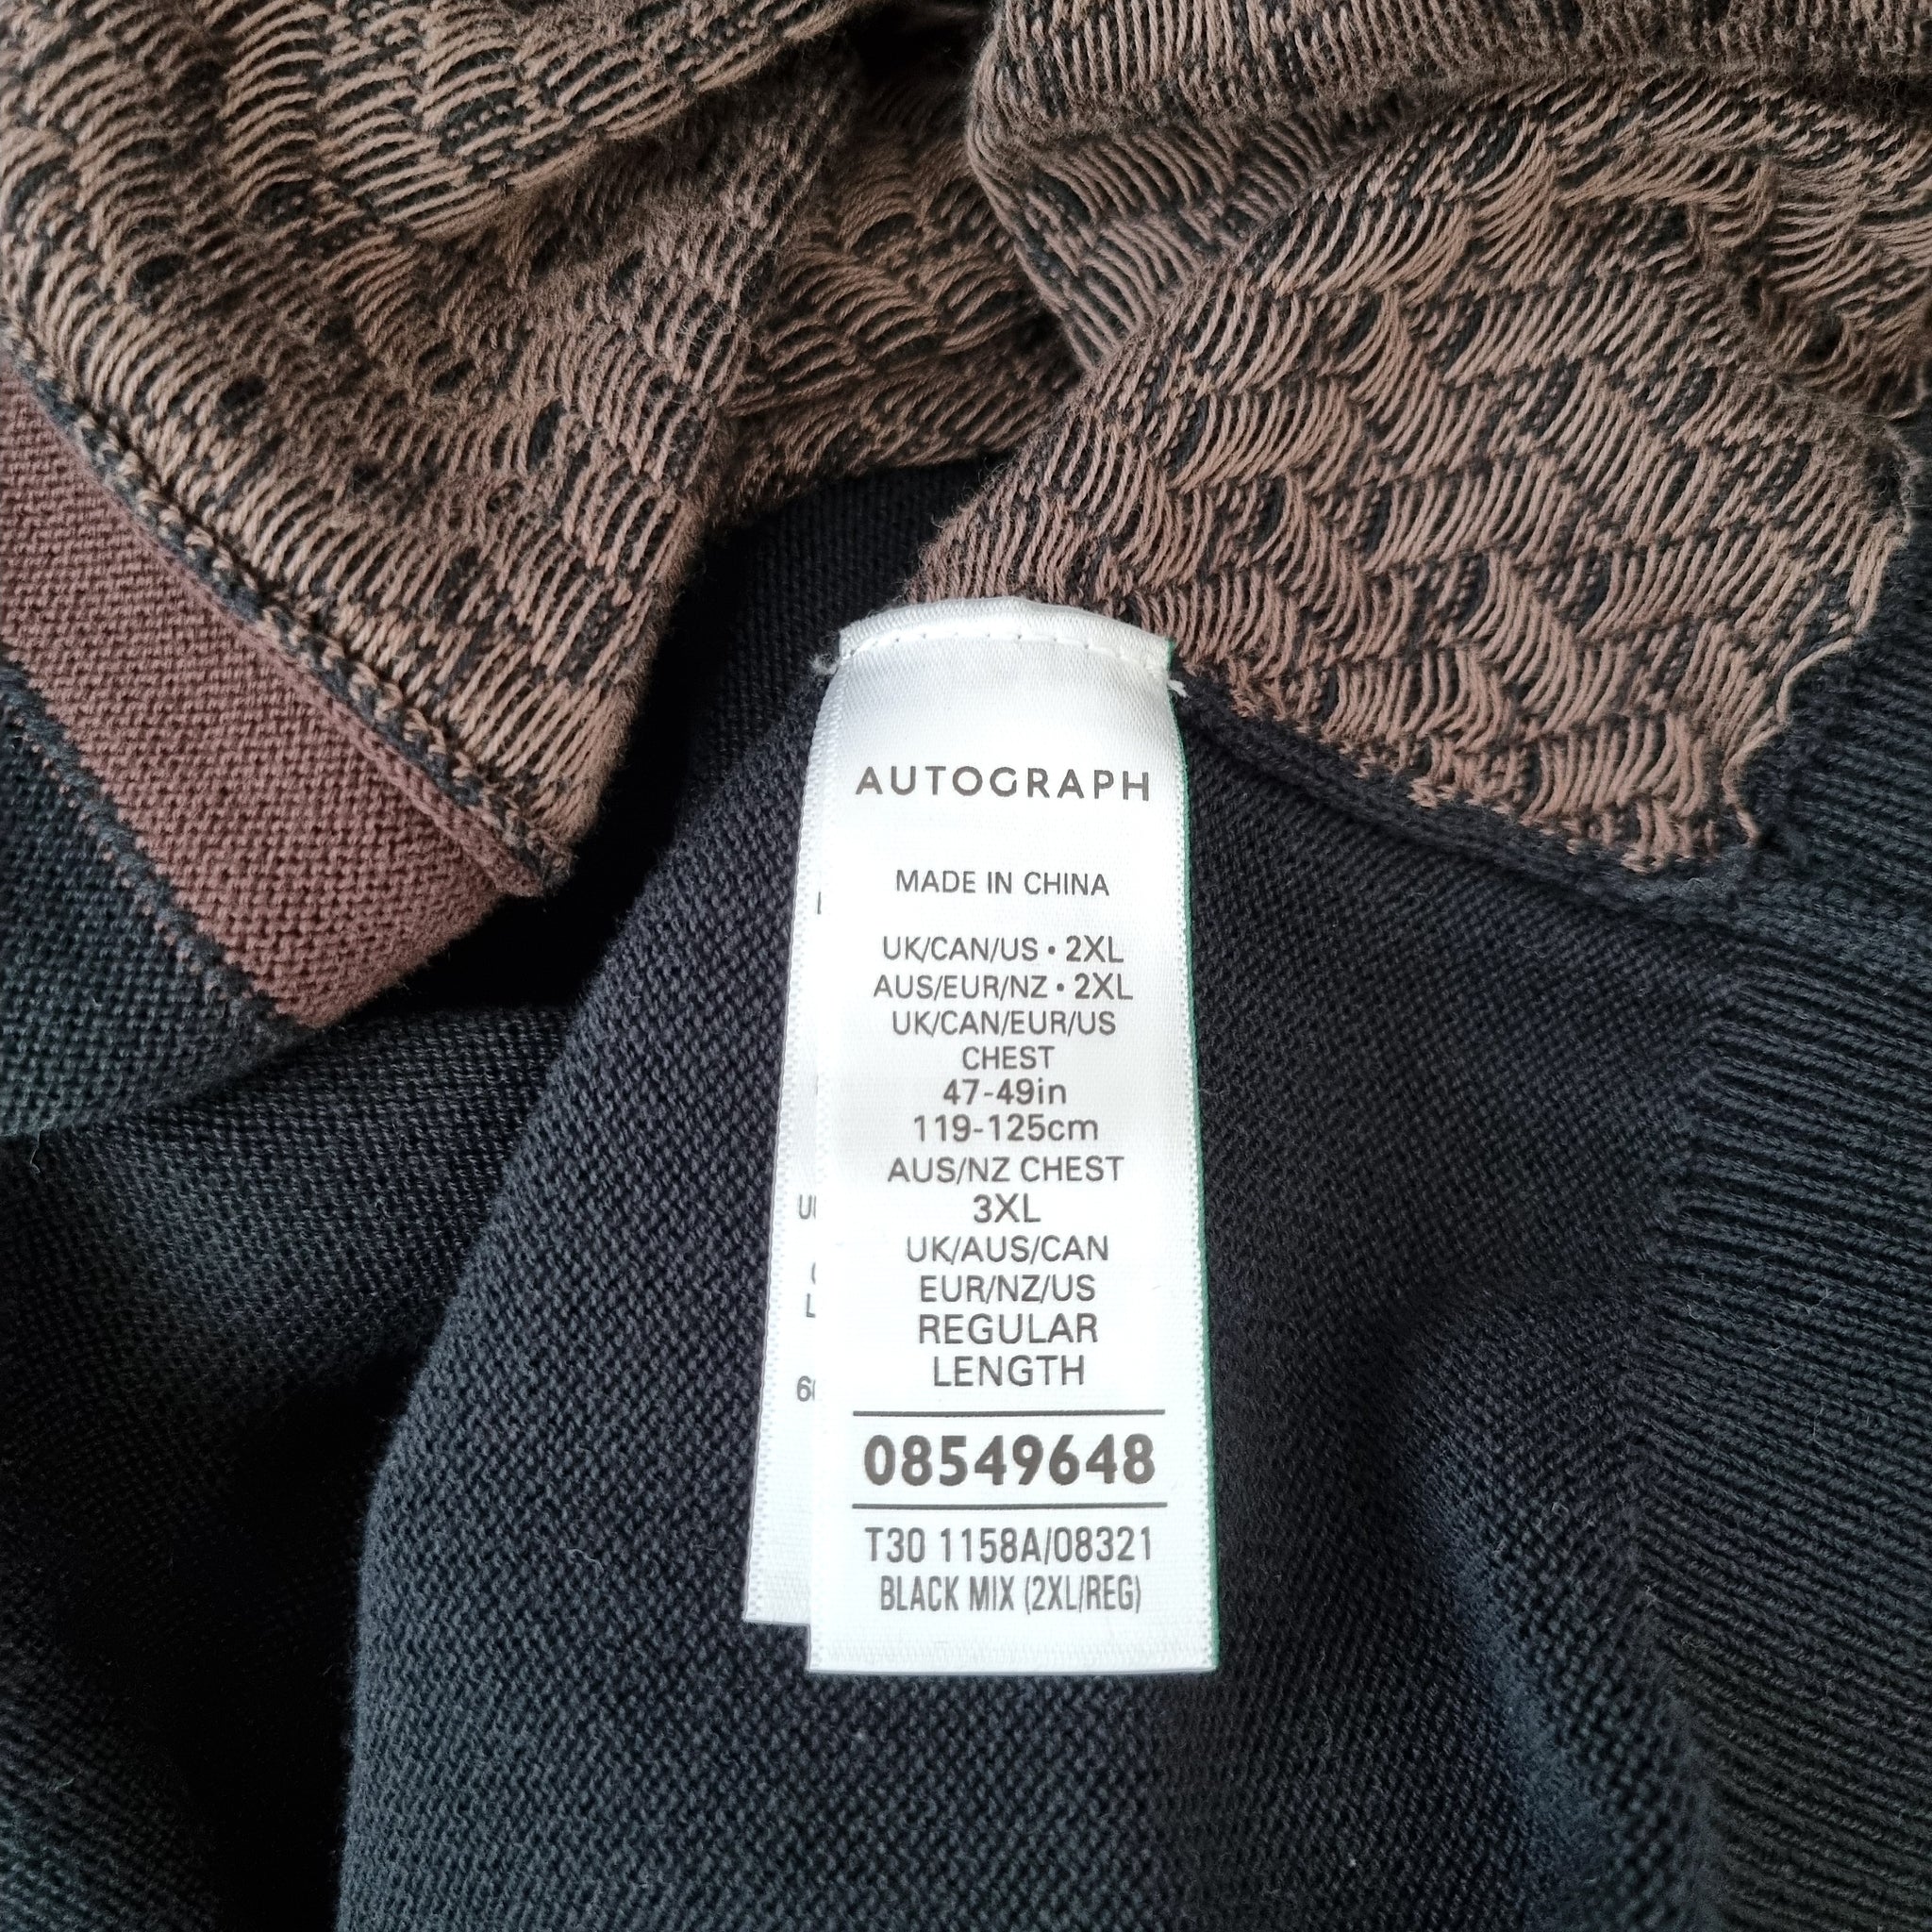 AUTOGRAPH
MADE IN CHINA
UK/CAN/US • 2XL
AUS/EUR/NZ • 2XL
UK/CAN/EUR/US
CHEST
47-49in
119-125cm
AUS/NZ CHEST
3XL
UK/AUS/CAN
EUR/NZ/US
REGULAR
LENGTH
08549648
T30 1158A/08321
BLACK MIX (2XL/REG)